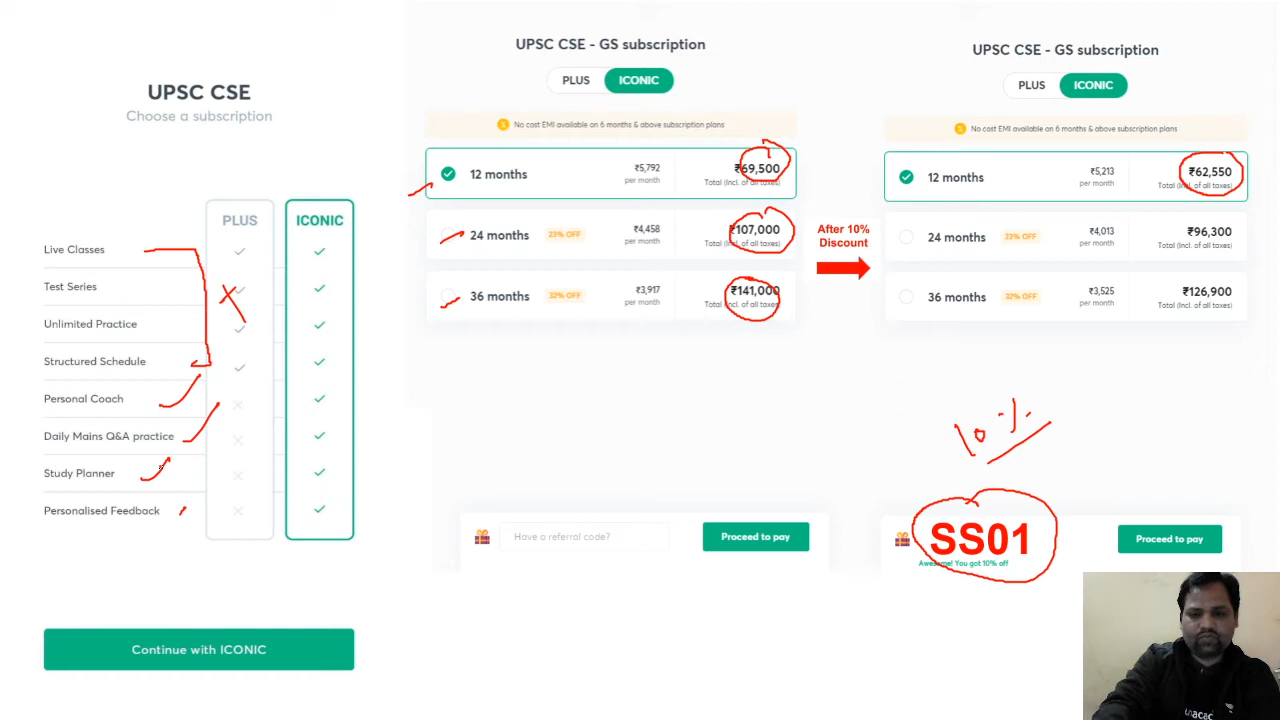 UPSC CSE
Choose a subscription
PLUS
ICONIC
Live Classes
Test Series
Unlimited Practice
Structured Schedule
Personal Coach
Daily Mains Q&A practice
Study Planner
Personalised Feedback
Continue with ICONIC
UPSC CSE - GS subscription
PLUS
ICONIC
No cost EMI available on 6 months & above subscription plans
12 months
₹5,792
per month
₹69,500
Total (Incl. of all taxes)
24 months
23% OFF
₹4,458
per month
₹107,000
Total (Incl. of all taxes)
36 months
32% OFF
₹3,917
per month
₹141,000
Total (Incl. of all taxes)
Have a referral code?
Proceed to pay
After 10%
Discount
UPSC CSE - GS subscription
PLUS
ICONIC
No cost EMI available on 6 months & above subscription plans
12 months
₹5,213
per month
₹62,550
Total (Incl. of all taxes)
24 months
23% OFF
₹4,013
per month
₹96,300
Total (Incl. of all taxes)
36 months
32% OFF
₹3,525
per month
₹126,900
Total (Incl. of all taxes)
10%
SS01
Awesome! You got 10% off
Proceed to pay